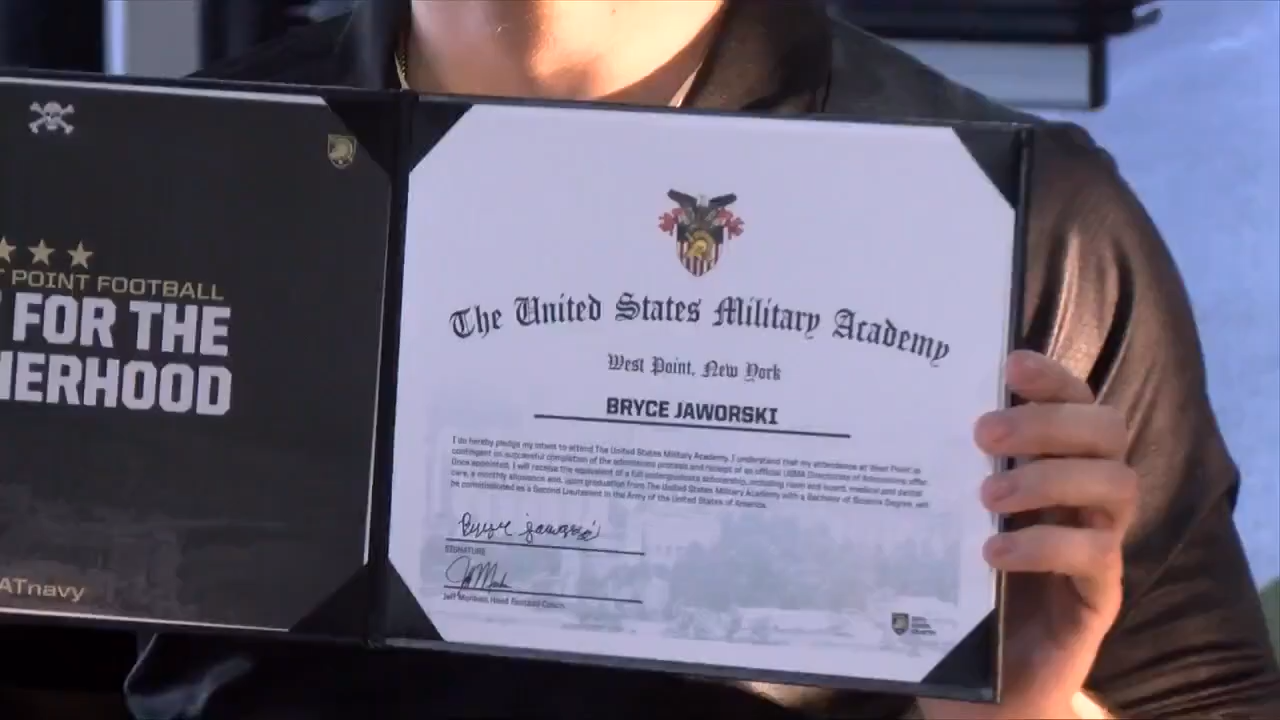 T POINT FOOTBALL
FOR THE
HERHOOD
ATnavy
The United States Military Academy
West Point, New York
BRYCE JAWORSKI
I do hereby pledge my intent to attend The United States Military Academy. I understand that my attendance at West Point is
contingent on successful completion of the admissions process and receipt of an official USMA Directorate of Admissions offer.
Once appointed, I will receive the equivalent of a full undergraduate scholarship, including room and board, medical and dental
care, a monthly allowance and, upon graduation from The United States Military Academy with a Bachelor of Science Degree, will
be commissioned as a Second Lieutenant in the Army of the United States of America.
Bryce jaworski
SIGNATURE
Jeff Monken Head Football Coach